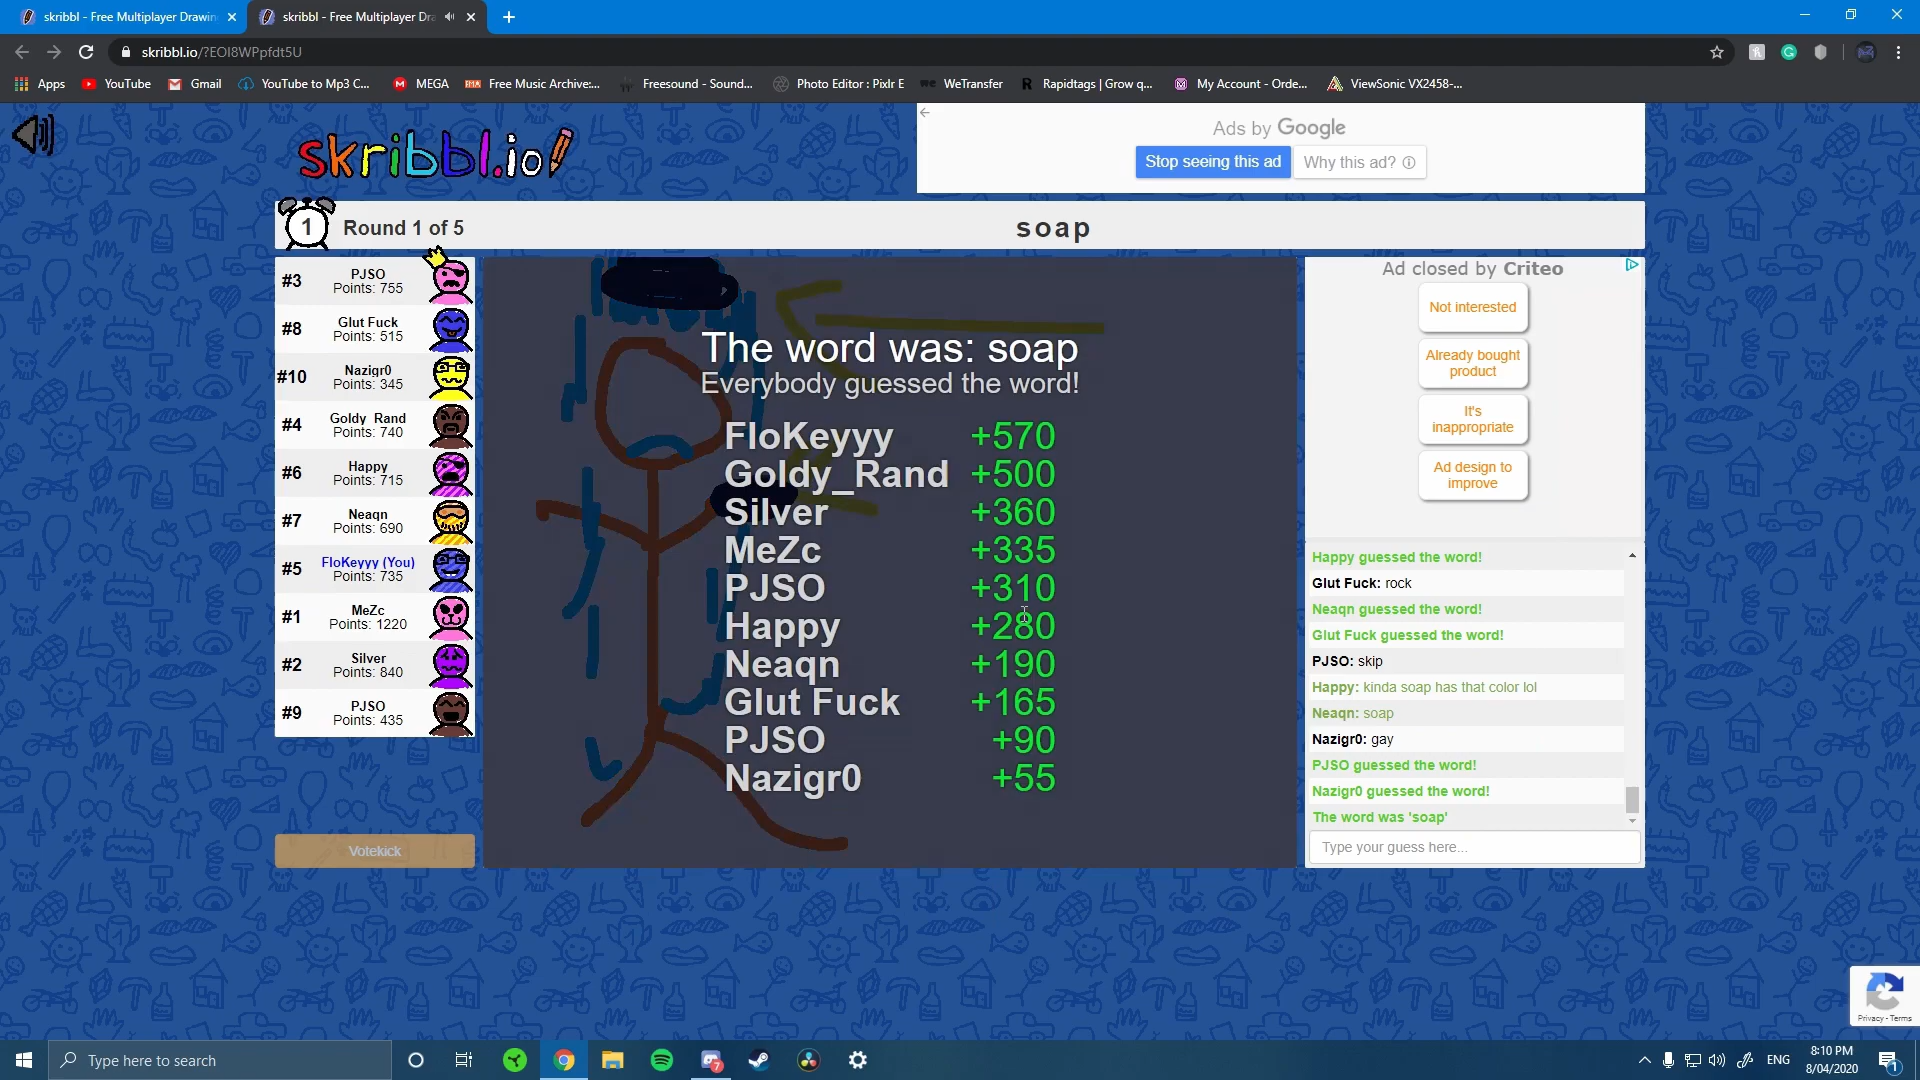 skribbl - Free Multiplayer Drawin
skribbl - Free Multiplayer Dra
skribbl.io/?EOI8WPpfdt5U
Apps
YouTube
Gmail
YouTube to Mp3 C...
MEGA
Free Music Archive:...
Freesound - Sound...
Photo Editor : Pixlr E
WeTransfer
Rapidtags | Grow q...
My Account - Orde...
ViewSonic VX2458-...
skribbl.io
Ads by Google
Stop seeing this ad
Why this ad?
1
Round 1 of 5
soap
#3 PJSO
Points: 755
#8 Glut Fuck
Points: 515
#10 Nazigr0
Points: 345
#4 Goldy_Rand
Points: 740
#6 Happy
Points: 715
#7 Neaqn
Points: 690
#5 FloKeyyy (You)
Points: 735
#1 MeZc
Points: 1220
#2 Silver
Points: 840
#9 PJSO
Points: 435
Votekick
The word was: soap
Everybody guessed the word!
FloKeyyy +570
Goldy_Rand +500
Silver +360
MeZc +335
PJSO +310
Happy +280
Neaqn +190
Glut Fuck +165
PJSO +90
Nazigr0 +55
Ad closed by Criteo
Not interested
Already bought
product
It's
inappropriate
Ad design to
improve
Happy guessed the word!
Glut Fuck: rock
Neaqn guessed the word!
Glut Fuck guessed the word!
PJSO: skip
Happy: kinda soap has that color lol
Neaqn: soap
Nazigr0: gay
PJSO guessed the word!
Nazigr0 guessed the word!
The word was 'soap'
Type your guess here...
Privacy - Terms
Type here to search
7
ENG
8:10 PM
8/04/2020
1